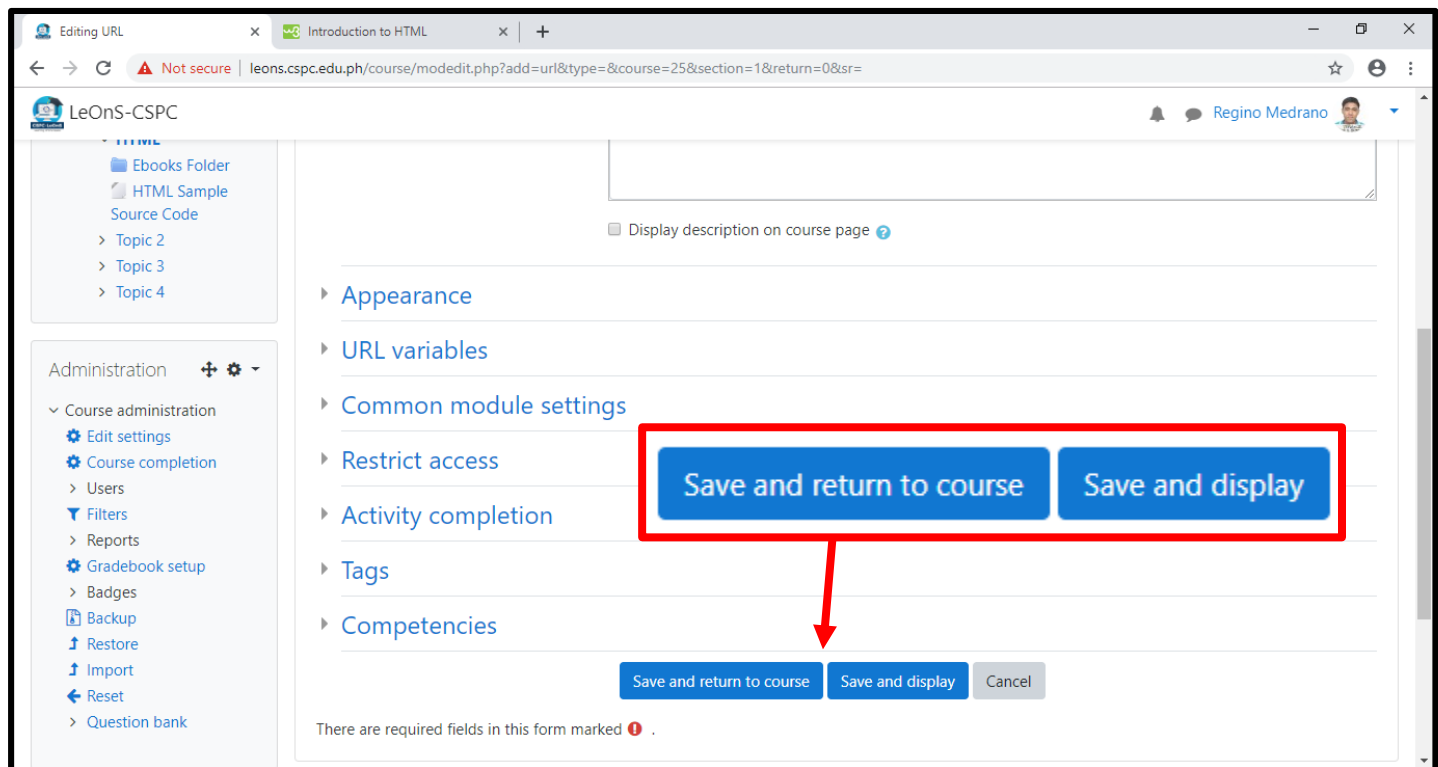 Editing URL
Introduction to HTML
Not secure | leons.cspc.edu.ph/course/modedit.php?add=url&type=&course=25&section=1&return=0&sr=
LeOnS-CSPC
Regino Medrano
HTML
Ebooks Folder
HTML Sample
Source Code
Topic 2
Topic 3
Topic 4
Administration
Course administration
Edit settings
Course completion
Users
Filters
Reports
Gradebook setup
Badges
Backup
Restore
Import
Reset
Question bank
Display description on course page
Appearance
URL variables
Common module settings
Restrict access
Activity completion
Tags
Competencies
Save and return to course Save and display
Save and return to course Save and display Cancel
There are required fields in this form marked .